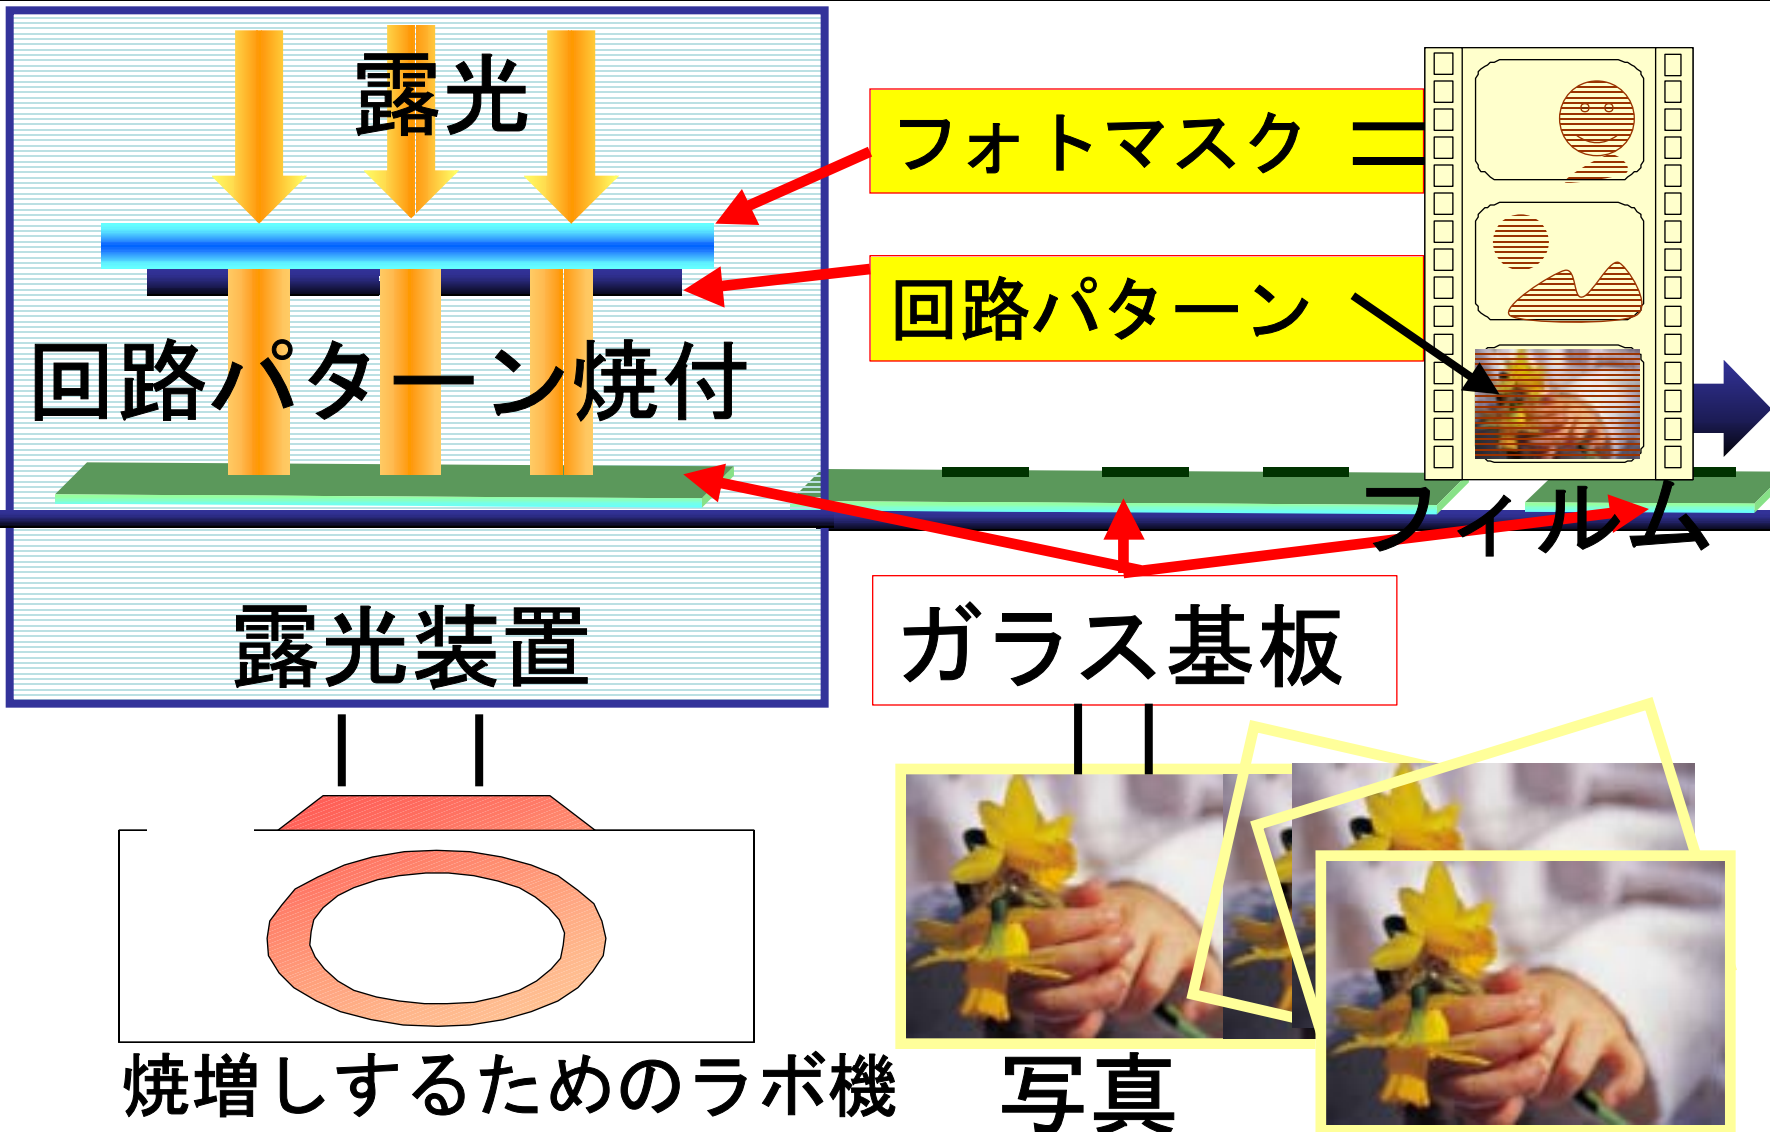 露光
フォトマスク =
回路パターン
回路パターン焼付
フィルム
露光装置
ガラス基板
焼増しするためのラボ機
写真